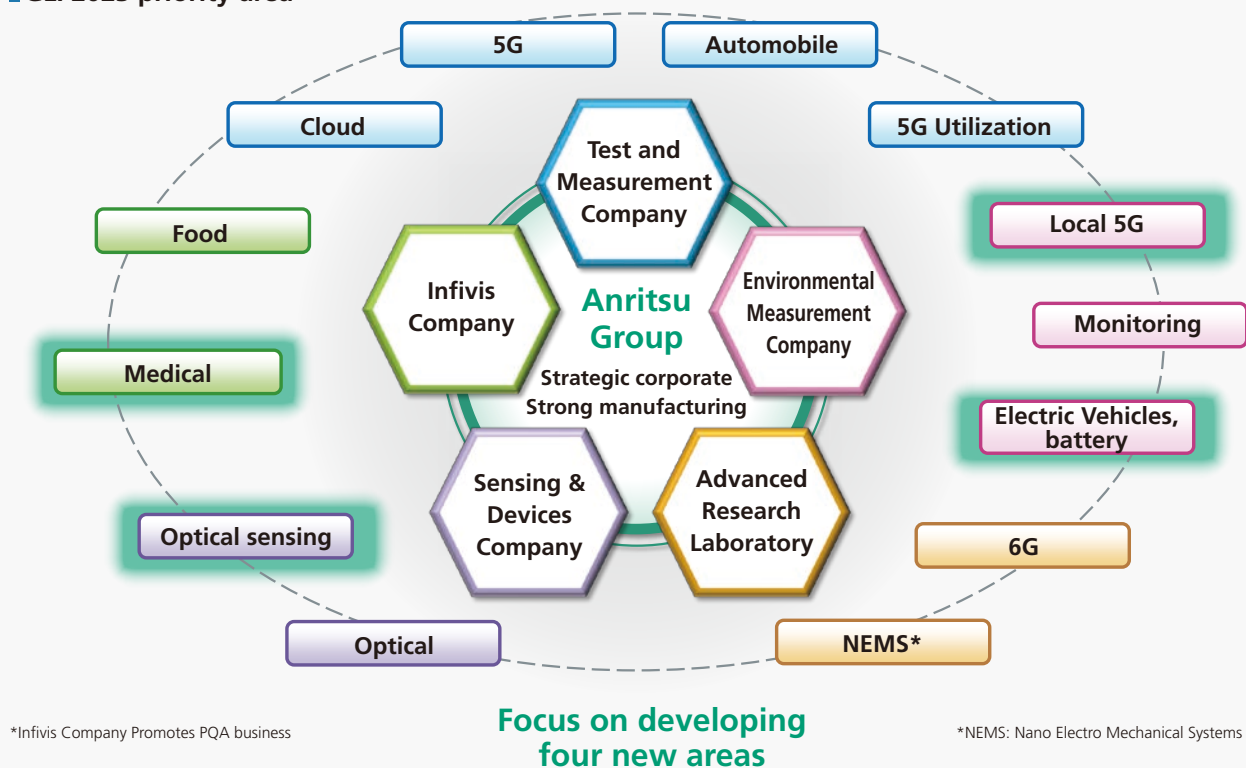 5G
Automobile
Cloud
5G Utilization
Test and
Measurement
Company
Food
Local 5G
Infivis
Company
Anritsu
Group
Environmental
Measurement
Company
Monitoring
Medical
Strategic corporate
Strong manufacturing
Electric Vehicles,
battery
Sensing &
Devices
Company
Advanced
Research
Laboratory
Optical sensing
6G
Optical
NEMS*
*Infivis Company Promotes PQA business
Focus on developing
four new areas
*NEMS: Nano Electro Mechanical Systems